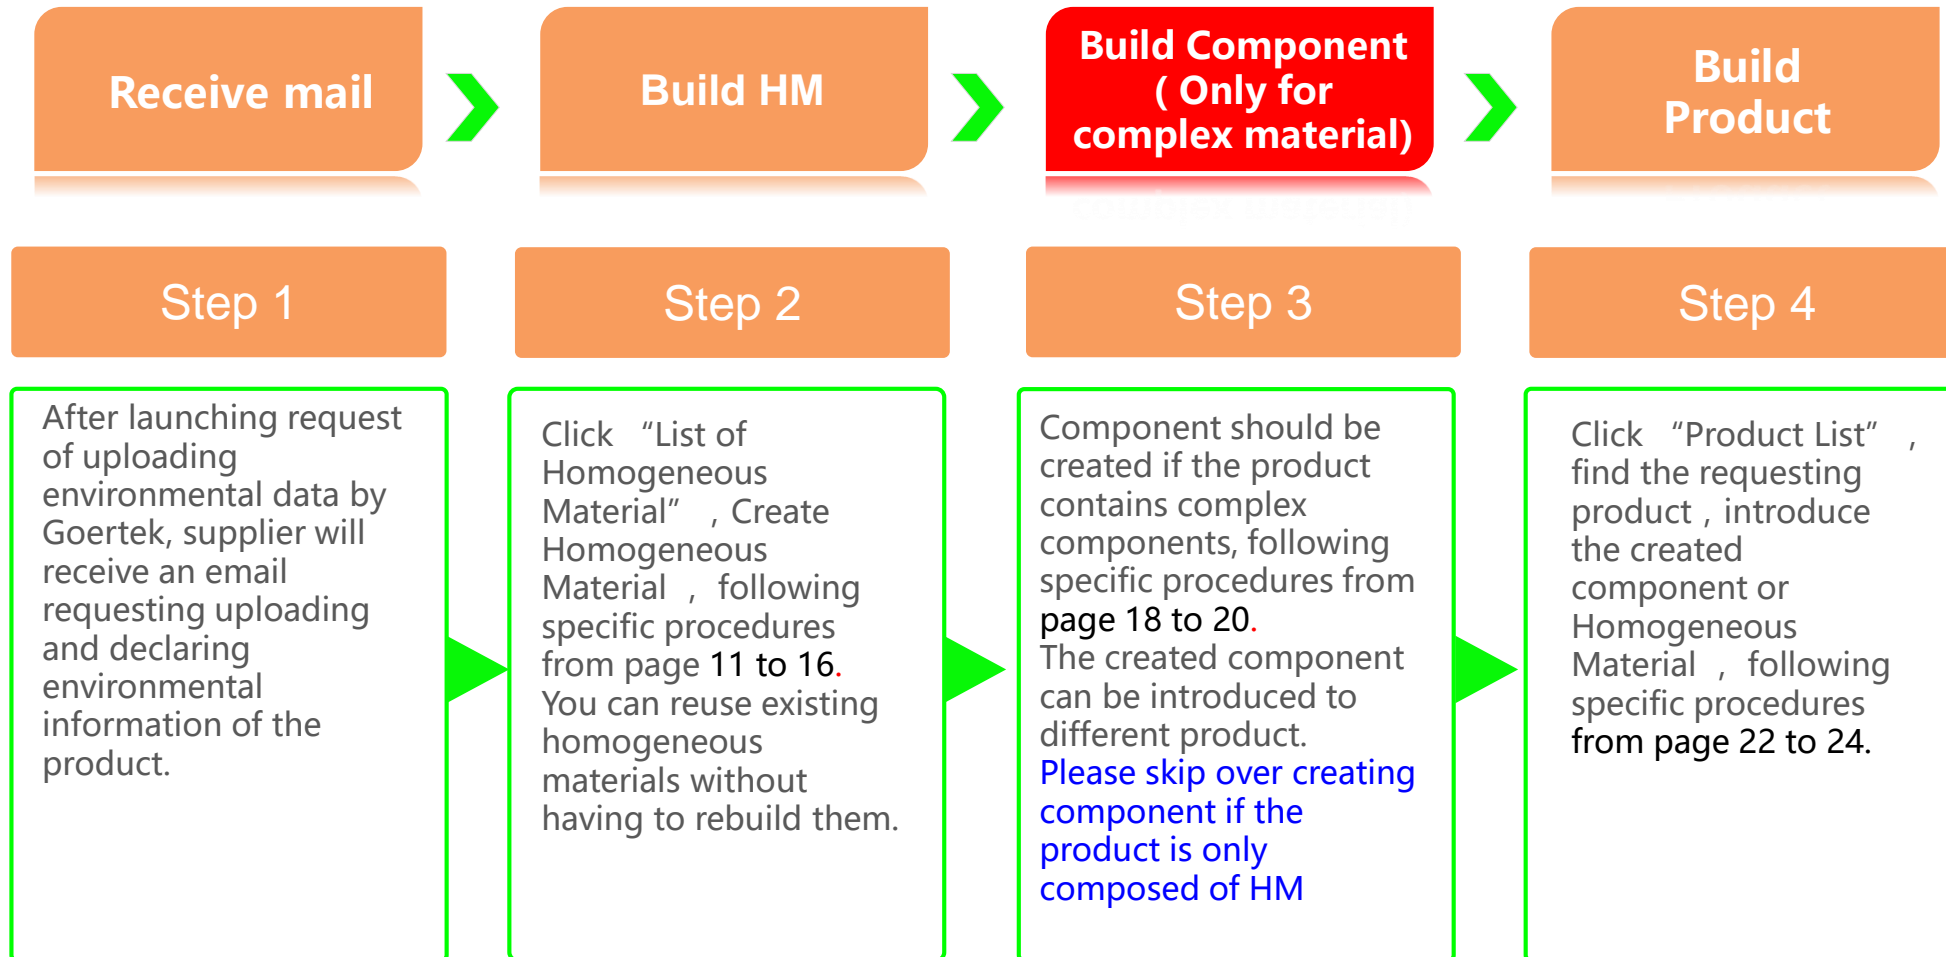 Receive mail
Build HM
Build Component
( Only for
complex material)
Build
Product
Step 1
Step 2
Step 3
Step 4
After launching request
of uploading
environmental data by
Goertek, supplier will
receive an email
requesting uploading
and declaring
environmental
information of the
product.
Click “List of
Homogeneous
Material” , Create
Homogeneous
Material , following
specific procedures
from page 11 to 16.
You can reuse existing
homogeneous
materials without
having to rebuild them.
Component should be
created if the product
contains complex
components, following
specific procedures from
page 18 to 20.
The created component
can be introduced to
different product.
Please skip over creating
component if the
product is only
composed of HM
Click “Product List” ,
find the requesting
product , introduce
the created
component or
Homogeneous
Material , following
specific procedures
from page 22 to 24.